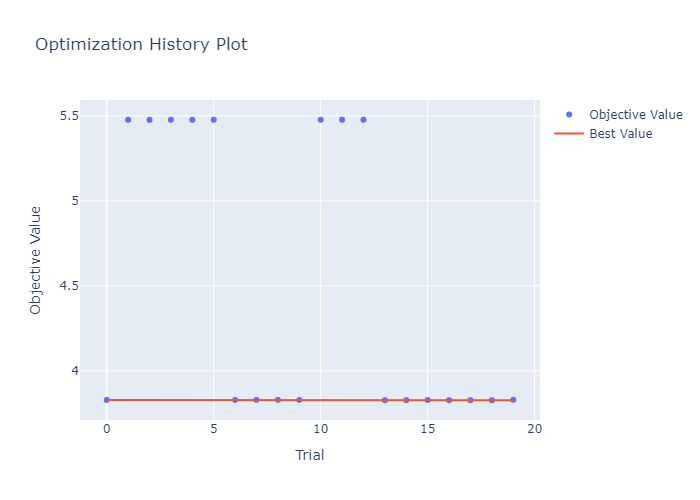 Optimization History Plot
Objective Value
Best Value
5.5
5
4.5
4
Objective Value
0
5
10
15
20
Trial